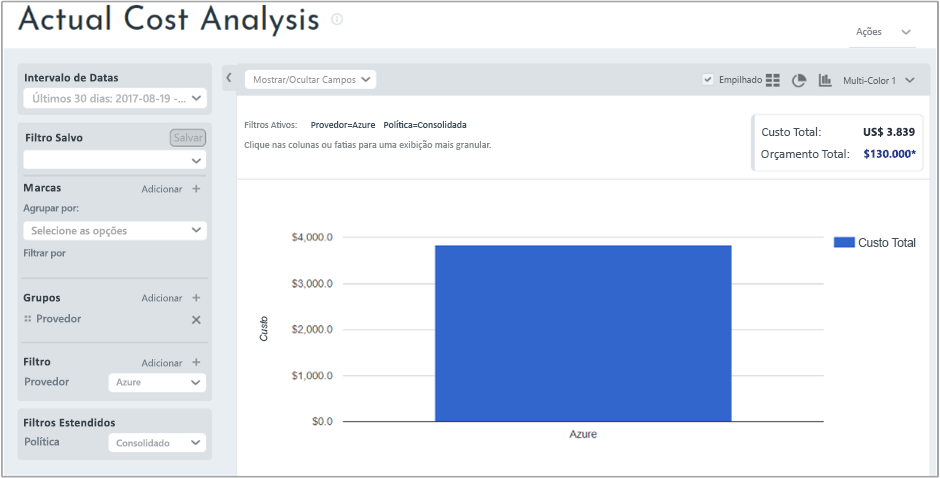 Actual Cost Analysis
Ações
Intervalo de Datas
Últimos 30 dias: 2017-08-19 -...
Filtro Salvo
Salvar
Marcas
Adicionar +
Agrupar por:
Selecione as opções
Filtrar por
Grupos
Adicionar +
Provedor
Filtro
Adicionar +
Provedor
Azure
Filtros Estendidos
Política
Consolidado
Mostrar/Ocultar Campos
Empilhado
Multi-Color 1
Filtros Ativos: Provedor=Azure Política=Consolidada
Clique nas colunas ou fatias para uma exibição mais granular.
Custo Total: US$ 3.839
Orçamento Total: $130.000*
$4,000.0
$3,000.0
$2,000.0
$1,000.0
$0.0
Custo
Azure
Custo Total